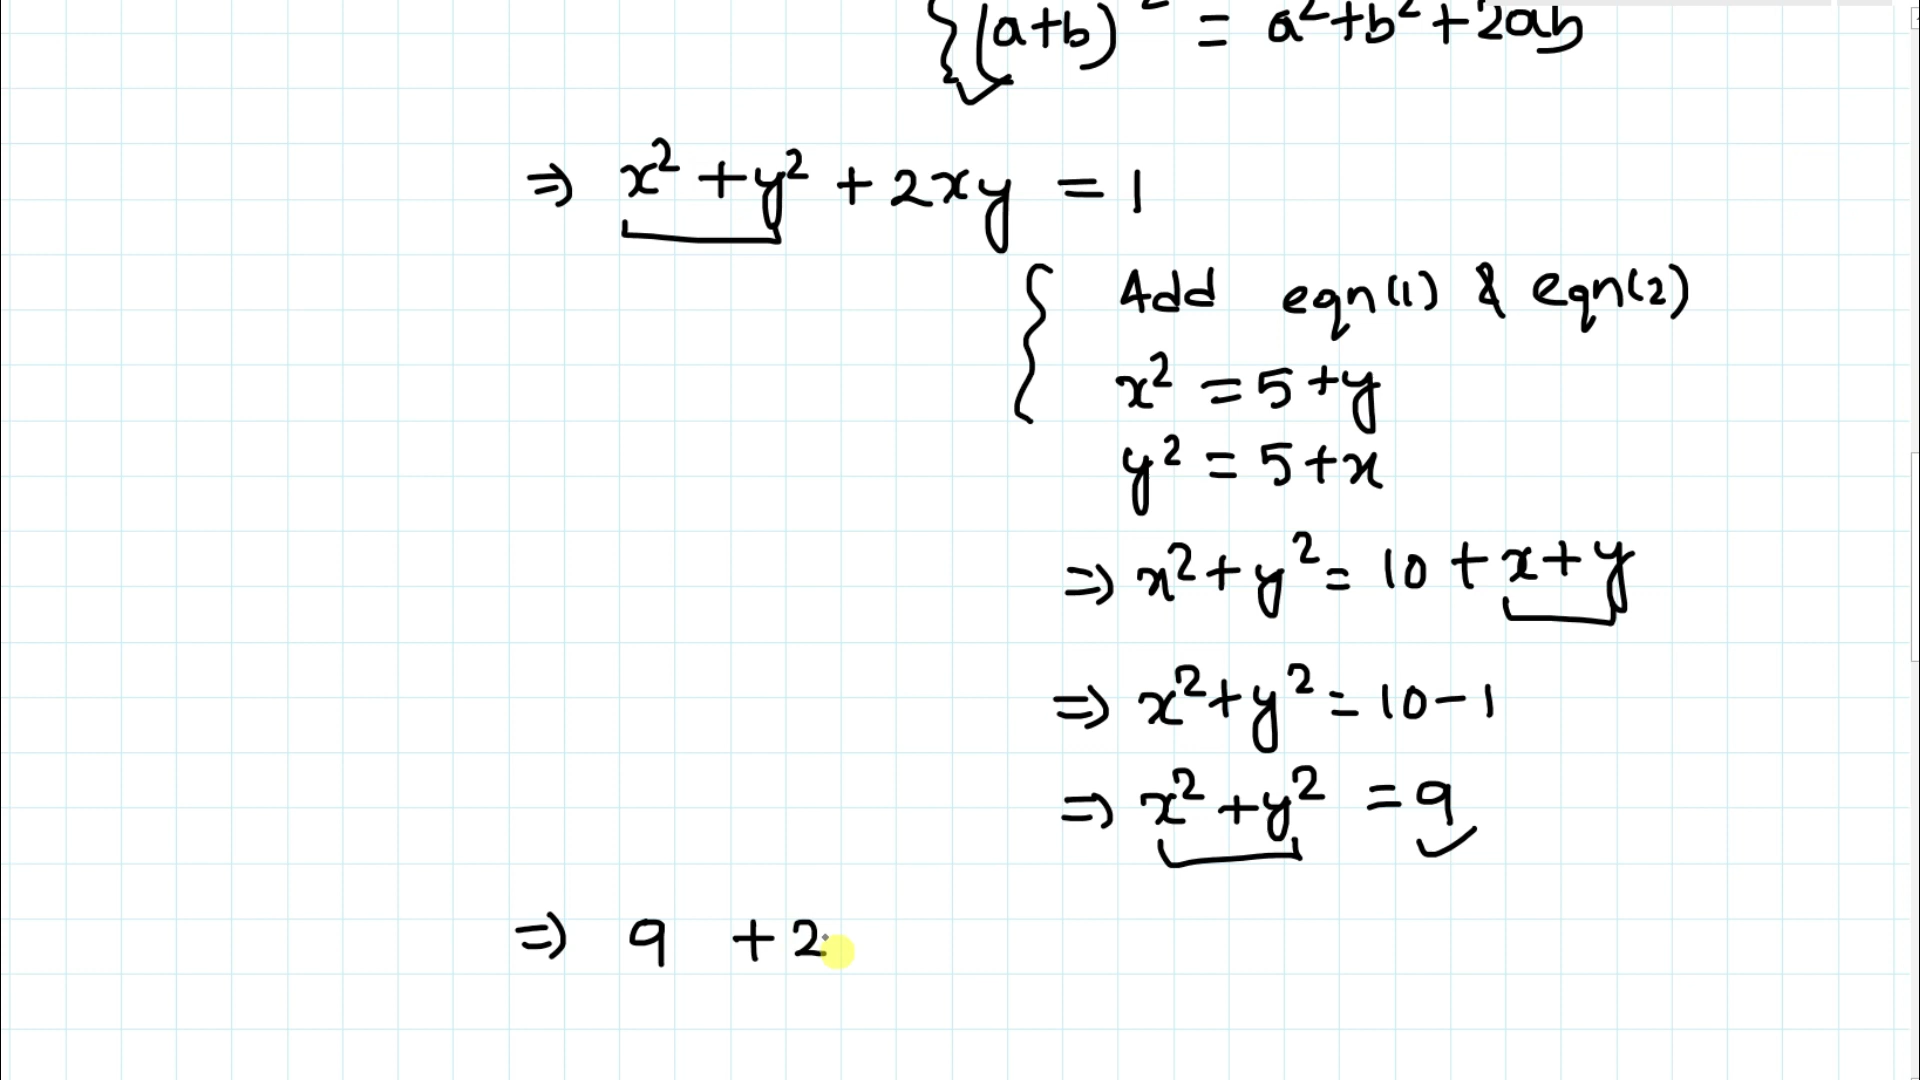 {(a+b)² = a²+b²+2ab
⇒ x² + y² + 2xy = 1
{ Add eqn(1) & eqn(2)
x² = 5+y
y² = 5+x
⇒ x²+y² = 10 + x+y
⇒ x²+y² = 10-1
⇒ x²+y² = 9
⇒ 9 + 2